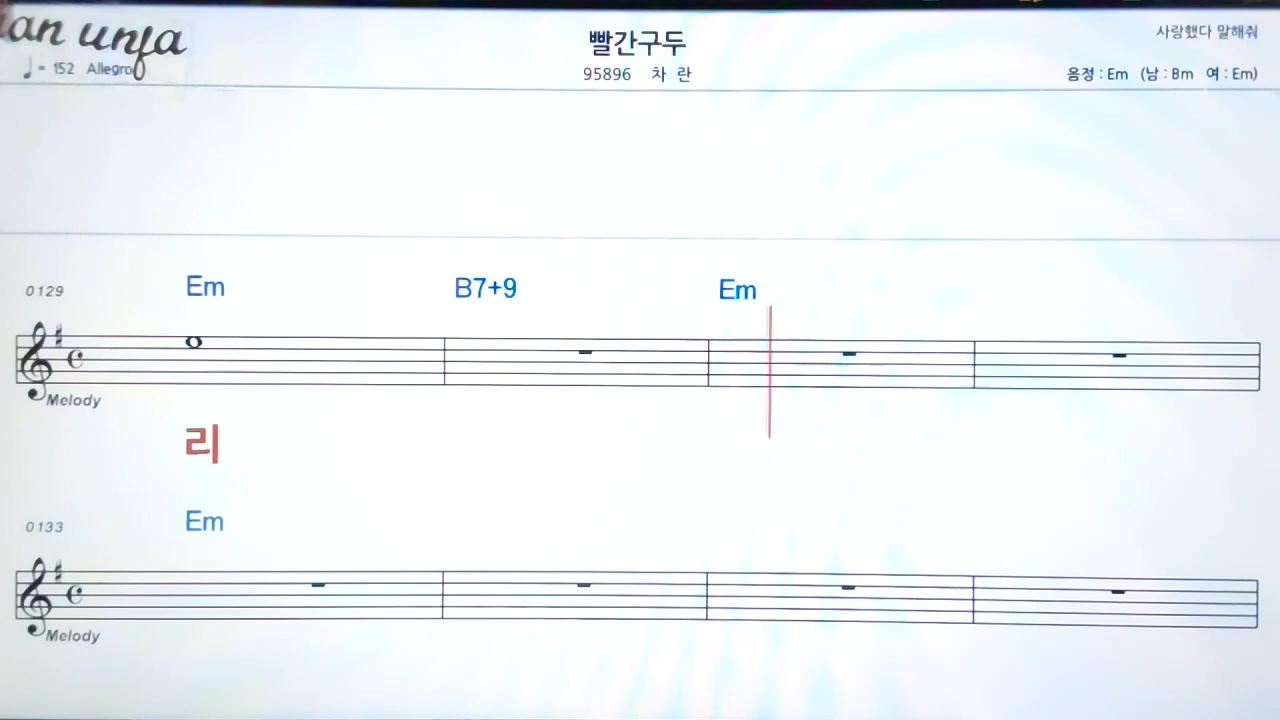 an unfa
♩= 152 Allegro
빨간구두
95896 차 란
사랑했다 말해줘
음정 : Em (남 : Bm 여 : Em)
0129 Em B7+9 Em
Melody
리
0133 Em
Melody